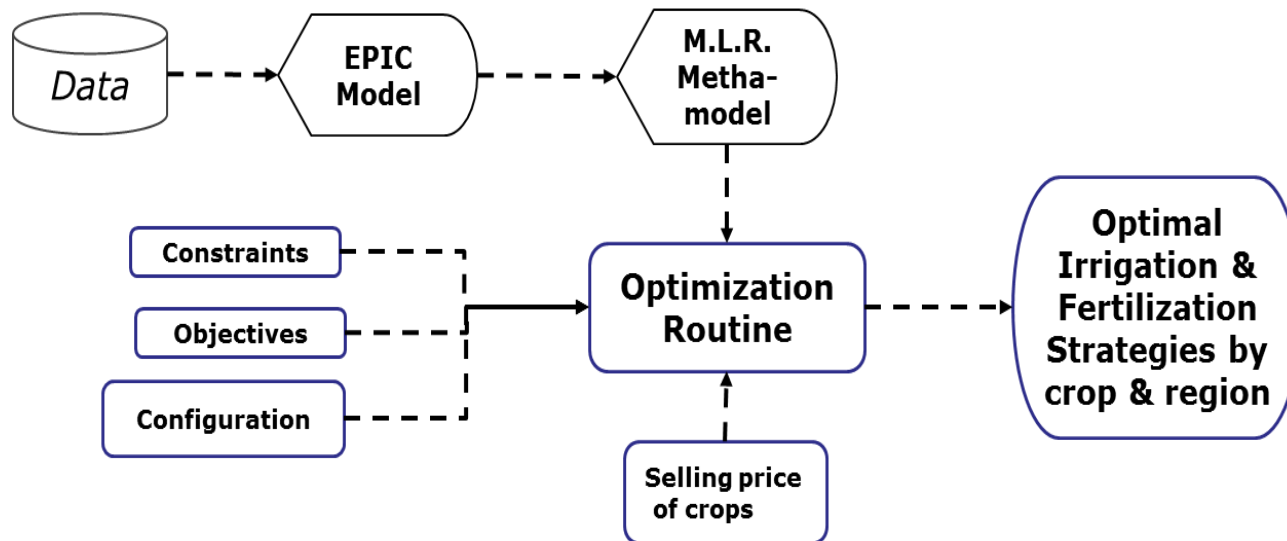 Data
EPIC
Model
M.L.R.
Metha-
model
Constraints
Objectives
Configuration
Optimization
Routine
Selling price
of crops
Optimal
Irrigation &
Fertilization
Strategies by
crop & region